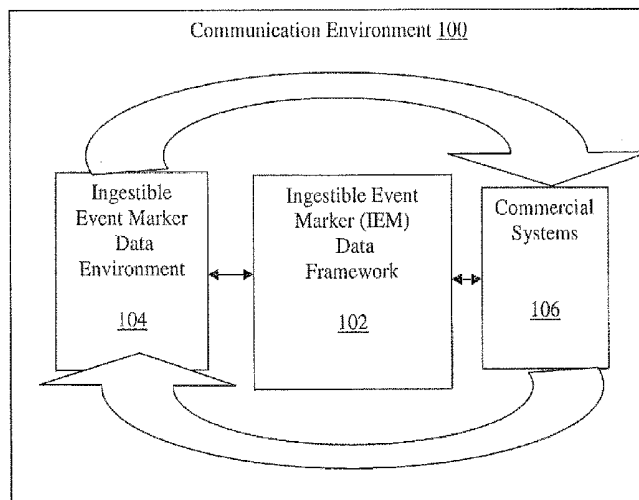 Communication Environment 100
Ingestible
Event Marker
Data
Environment
104
Ingestible Event
Marker (IEM)
Data
Framework
102
Commercial
Systems
106